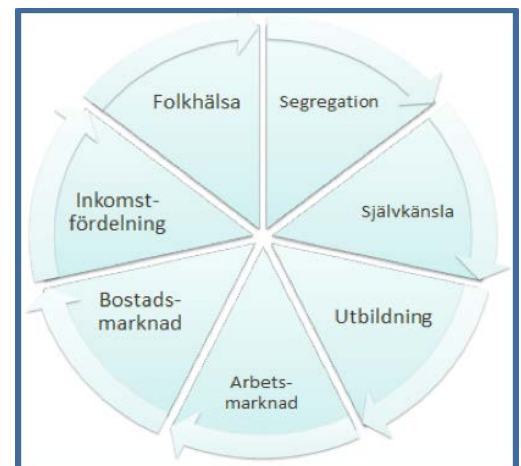 Folkhälsa
Segregation
Självkänsla
Utbildning
Arbets-
marknad
Bostads-
marknad
Inkomst-
fördelning